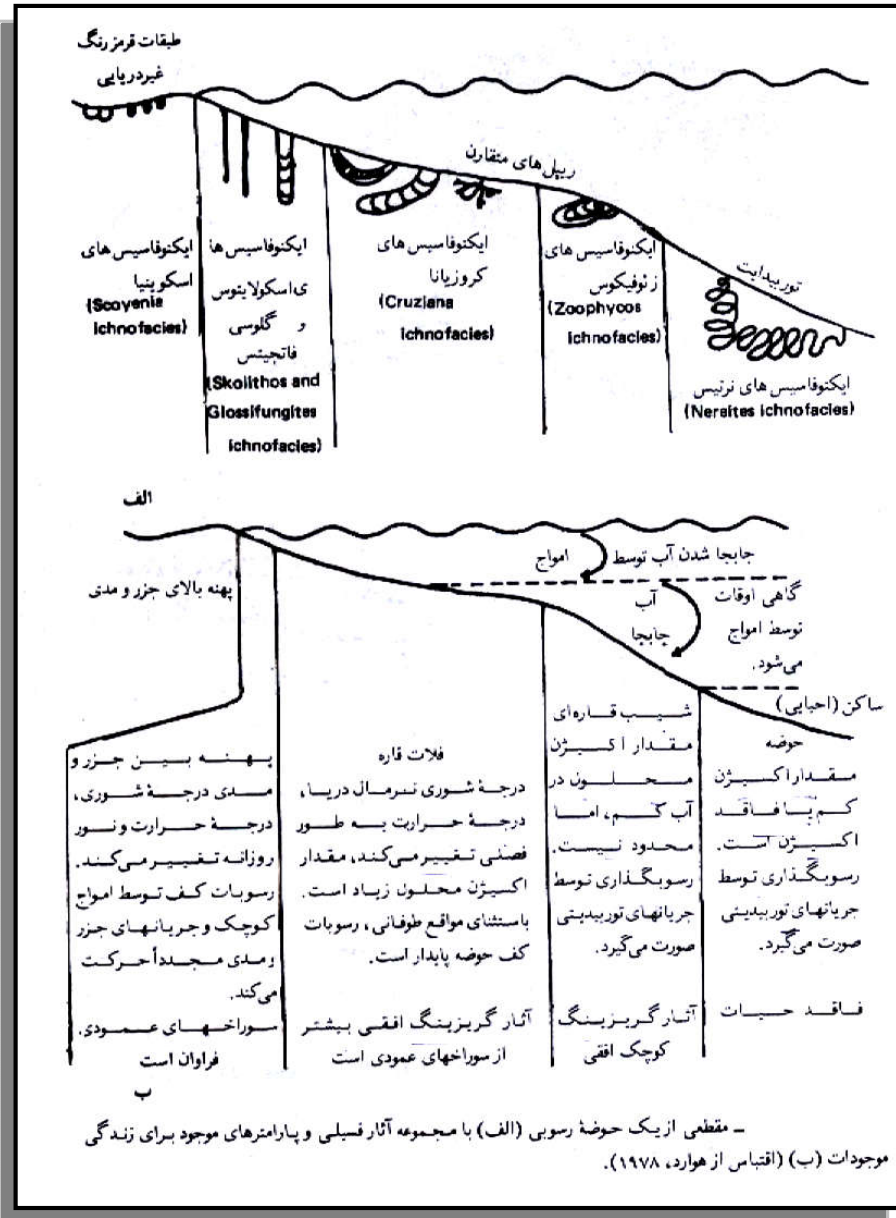 طبقات قرمز رنگ
غیردریایی
ریپل های متقارن
توربیدایت
ایکنوفاسیس های
اسکوینیا
(Scoyenia
ichnofacies)
ایکنوفاسیس ها
ی اسکولایتوس
و گلوسی
فانجیتس
(Skolithos and
Glossifungites
ichnofacies)
ایکنوفاسیس های
کروزیانا
(Cruziana
ichnofacies)
ایکنوفاسیس های
زئوفیکوس
(Zoophycos
ichnofacies)
ایکنوفاسیس های نرئیس
(Nereites ichnofacies)
الف
جابجا شدن آب توسط امواج
گاهی اوقات آب
توسط امواج جابجا
می شود.
ساکن (احیایی)
پهنه بالای جزر و مدی
پهنه بین جزر و
مدی درجۀ شوری،
درجۀ حرارت و نور
روزانه تغییر می‌کند.
رسوبات کف توسط امواج
کوچک و جریانهای جزر
و مدی مجدداً حرکت
می‌کند.
سوراخهای عمودی.
فراوان است
فلات قاره
درجۀ شوری نرمال دریا،
درجۀ حرارت به طور
فصلی تغییر می‌کند، مقدار
اکسیژن محلول زیاد است.
باستثنای مواقع طوفانی، رسوبات
کف حوضه پایدار است.
آثار گریزینگ افقی بیشتر
از سوراخهای عمودی است
شیب قاره‌ای
مقدار اکسیژن
محلول در
آب کم، اما
محدود نیست.
رسوبگذاری توسط
جریانهای توربیدیتی
صورت می‌گیرد.
آثار گریزینگ
کوچک افقی
حوضه
مقدار اکسیژن
کم یا فاقد
اکسیژن است.
رسوبگذاری توسط
جریانهای توربیدیتی
صورت می‌گیرد.
فاقد حیات
ب
ـ مقطعی از یک حوضۀ رسوبی (الف) با مجموعه آثار فسیلی و پارامترهای موجود برای زندگی
موجودات (ب) (اقتباس از هوارد، ۱۹۷۸).